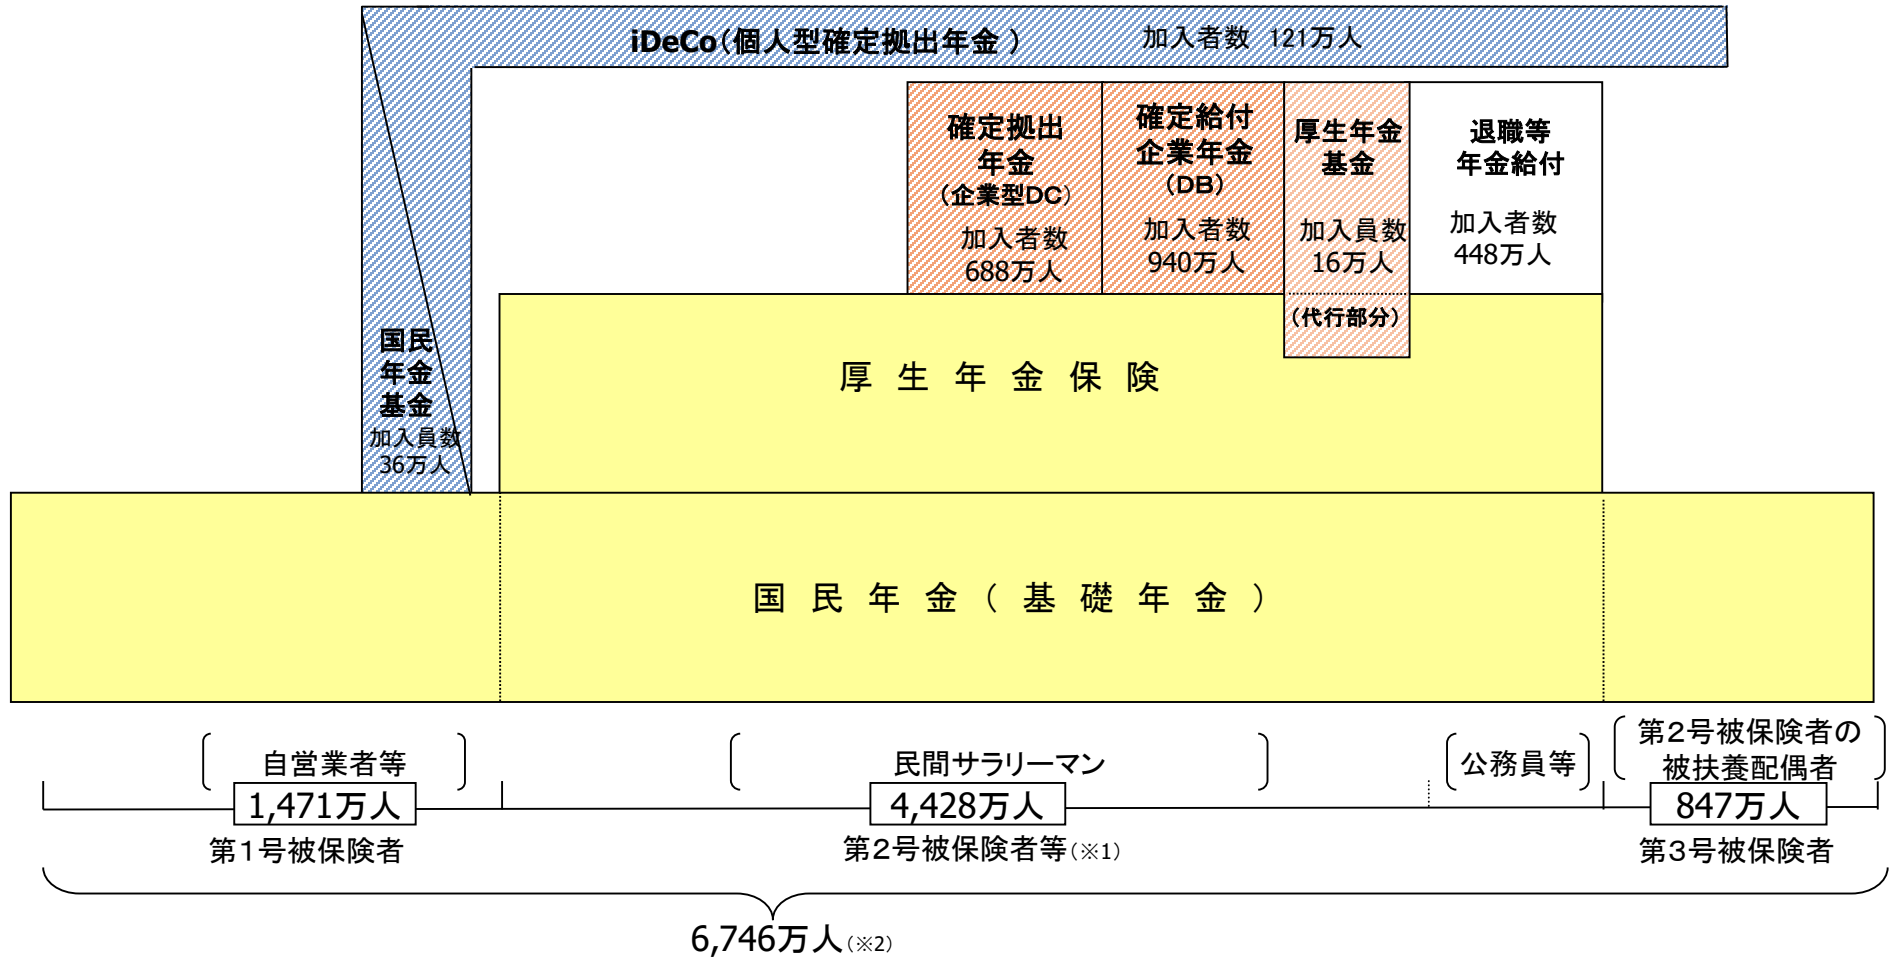 iDeCo(個人型確定拠出年金 ) 加入者数 121万人
確定拠出
年金
(企業型DC)
加入者数
688万人
確定給付
企業年金
(DB)
加入者数
940万人
厚生年金
基金
加入員数
16万人
(代行部分)
退職等
年金給付
加入者数
448万人
国民
年金
基金
加入員数
36万人
厚生年金保険
国民年金(基礎年金)
自営業者等
1,471万人
第1号被保険者
民間サラリーマン
4,428万人
第2号被保険者等(※1)
公務員等
第2号被保険者の
被扶養配偶者
847万人
第3号被保険者
6,746万人(※2)